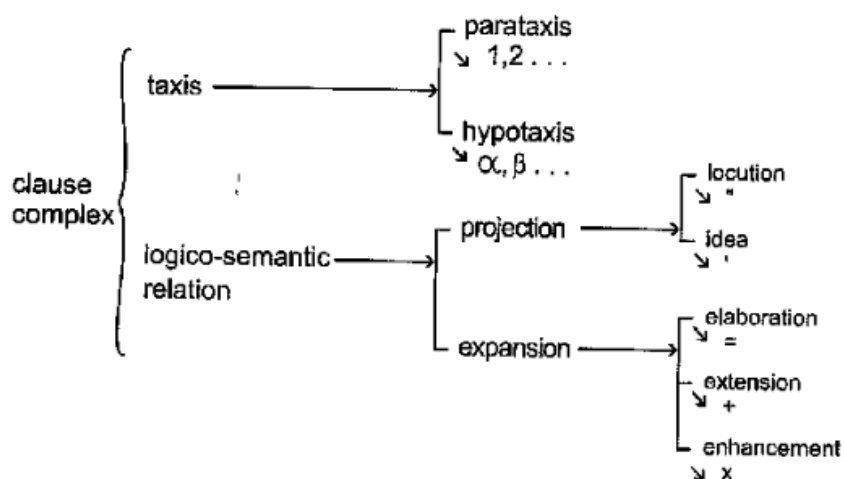 parataxis
↘ 1,2 . . .
taxis
hypotaxis
↘ α, β . . .
clause
complex
locution
↘ "
projection
idea
↘ '
logico-semantic
relation
elaboration
↘ =
expansion
extension
↘ +
enhancement
↘ x